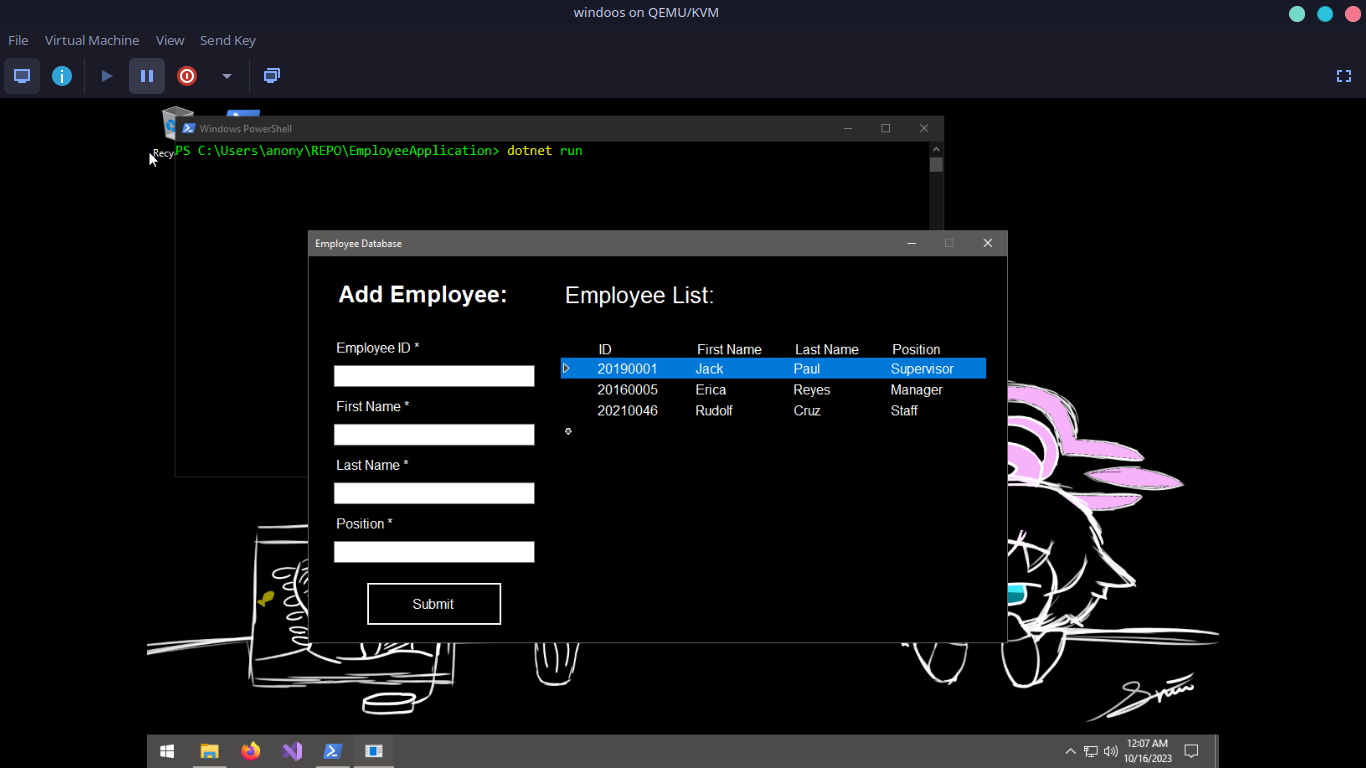 windoos on QEMU/KVM
File Virtual Machine View Send Key
Windows PowerShell
Recy
PS C:\Users\anony\REPO\EmployeeApplication> dotnet run
Employee Database
Add Employee:
Employee List:
Employee ID *
First Name *
Last Name *
Position *
Submit
ID First Name Last Name Position
20190001 Jack Paul Supervisor
20160005 Erica Reyes Manager
20210046 Rudolf Cruz Staff
12:07 AM
10/16/2023